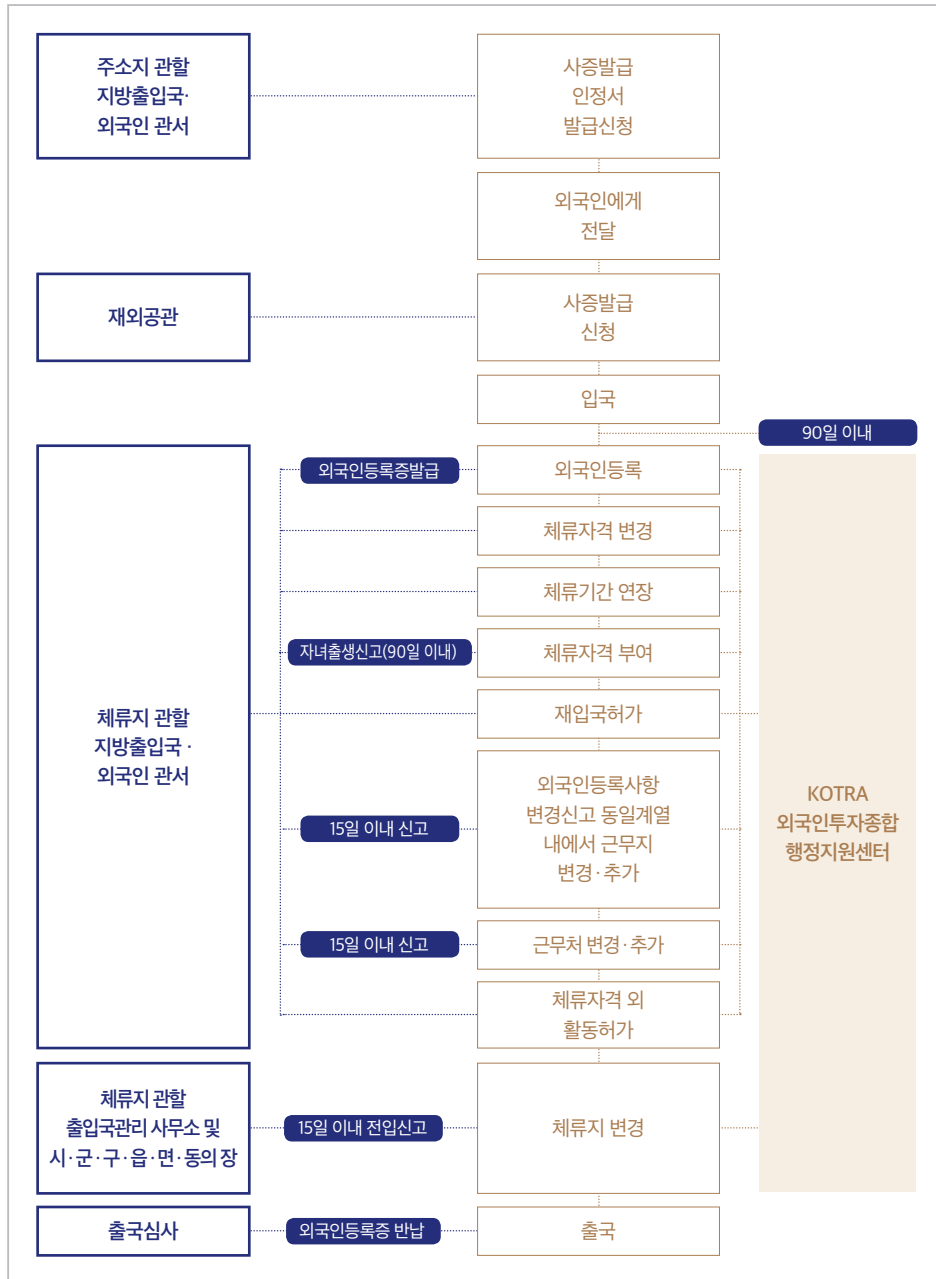 주소지 관할
지방출입국·
외국인 관서
사증발급
인정서
발급신청
외국인에게
전달
재외공관
사증발급
신청
입국
90일 이내
외국인등록증발급
외국인등록
체류자격 변경
체류기간 연장
자녀출생신고(90일 이내)
체류자격 부여
체류지 관할
지방출입국 ·
외국인 관서
재입국허가
15일 이내 신고
외국인등록사항
변경신고 동일계열
내에서 근무지
변경·추가
15일 이내 신고
근무처 변경·추가
체류자격 외
활동허가
KOTRA
외국인투자종합
행정지원센터
체류지 관할
출입국관리 사무소 및
시·군·구·읍·면·동의 장
15일 이내 전입신고
체류지 변경
출국심사
외국인등록증 반납
출국